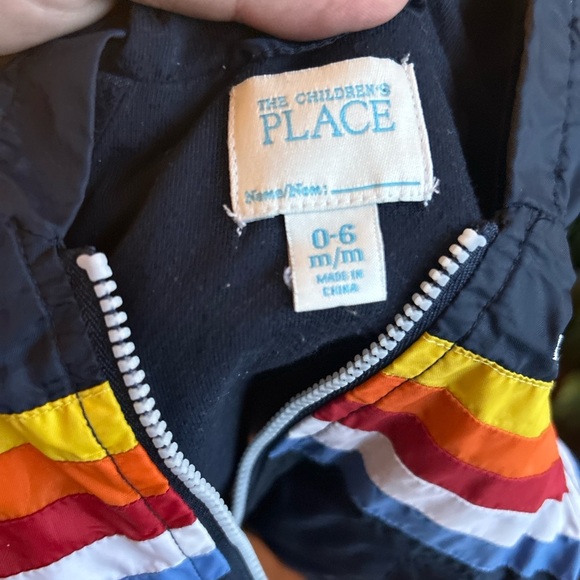 THE CHILDREN'S
PLACE
Name/Nom:
0-6
m/m
MADE IN
CHINA